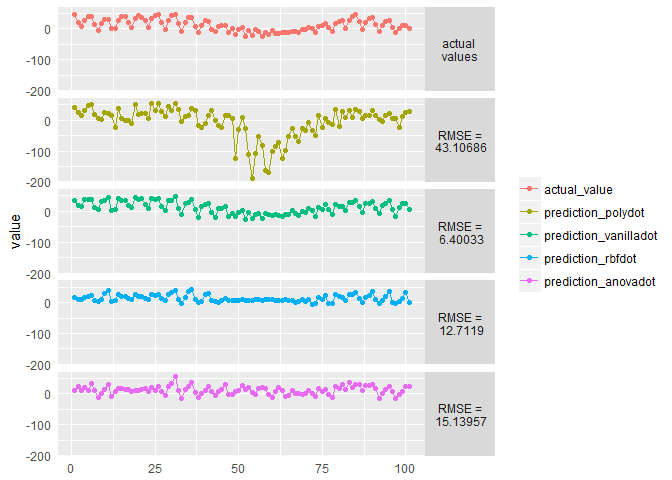 0
-100
-200
actual
values
0
-100
-200
RMSE =
43.10686
0
-100
-200
RMSE =
6.40033
0
-100
-200
RMSE =
12.7119
0
-100
-200
RMSE =
15.13957
value
0
25
50
75
100
actual_value
prediction_polydot
prediction_vanilladot
prediction_rbfdot
prediction_anovadot